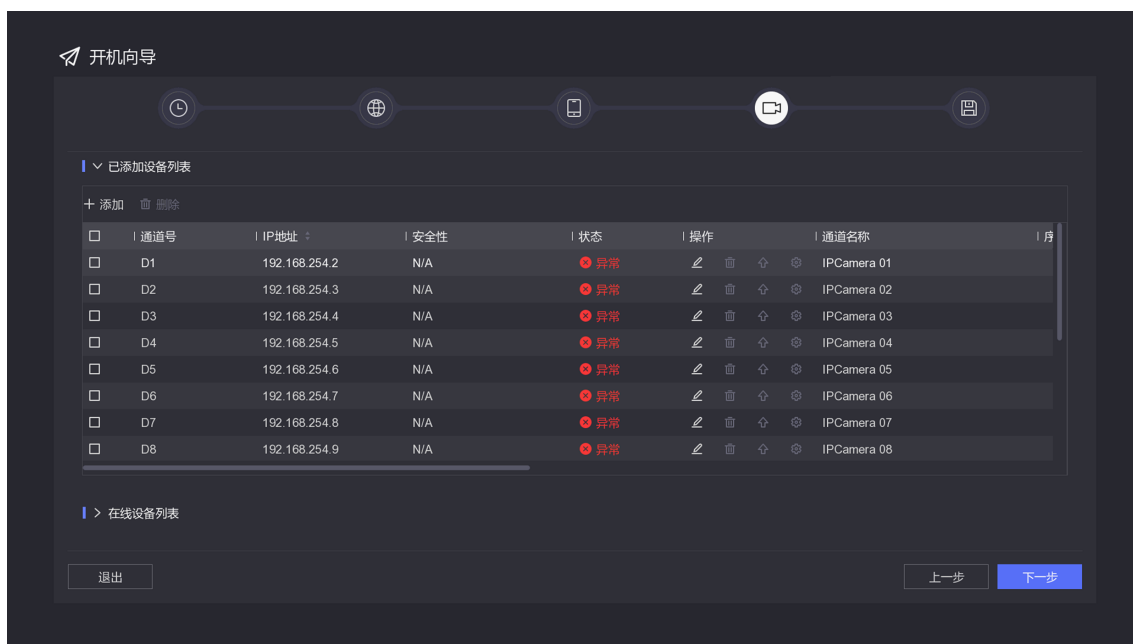 开机向导
已添加设备列表
添加 删除
通道号 IP地址 安全性 状态 操作 通道名称 序
D1 192.168.254.2 N/A 异常 IPCamera 01
D2 192.168.254.3 N/A 异常 IPCamera 02
D3 192.168.254.4 N/A 异常 IPCamera 03
D4 192.168.254.5 N/A 异常 IPCamera 04
D5 192.168.254.6 N/A 异常 IPCamera 05
D6 192.168.254.7 N/A 异常 IPCamera 06
D7 192.168.254.8 N/A 异常 IPCamera 07
D8 192.168.254.9 N/A 异常 IPCamera 08
在线设备列表
退出 上一步 下一步